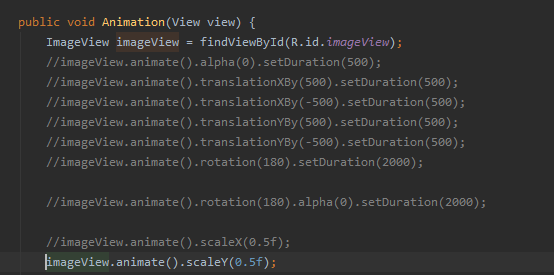 public void Animation(View view) {
ImageView imageView = findViewById(R.id.imageView);
//imageView.animate().alpha(0).setDuration(500);
//imageView.animate().translationXBy(500).setDuration(500);
//imageView.animate().translationXBy(-500).setDuration(500);
//imageView.animate().translationYBy(500).setDuration(500);
//imageView.animate().translationYBy(-500).setDuration(500);
//imageView.animate().rotation(180).setDuration(2000);
//imageView.animate().rotation(180).alpha(0).setDuration(2000);
//imageView.animate().scaleX(0.5f);
imageView.animate().scaleY(0.5f);